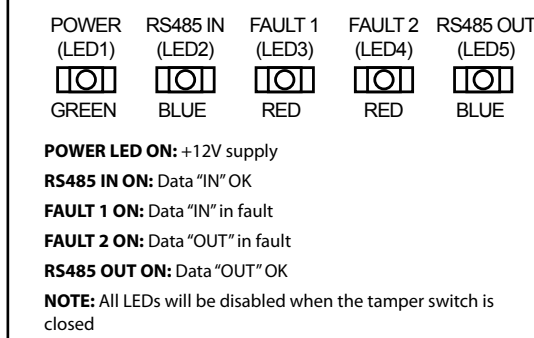 POWER RS485 IN FAULT 1 FAULT 2 RS485 OUT
(LED1) (LED2) (LED3) (LED4) (LED5)
GREEN BLUE RED RED BLUE
POWER LED ON: +12V supply
RS485 IN ON: Data “IN” OK
FAULT 1 ON: Data “IN” in fault
FAULT 2 ON: Data “OUT” in fault
RS485 OUT ON: Data “OUT” OK
NOTE: All LEDs will be disabled when the tamper switch is
closed